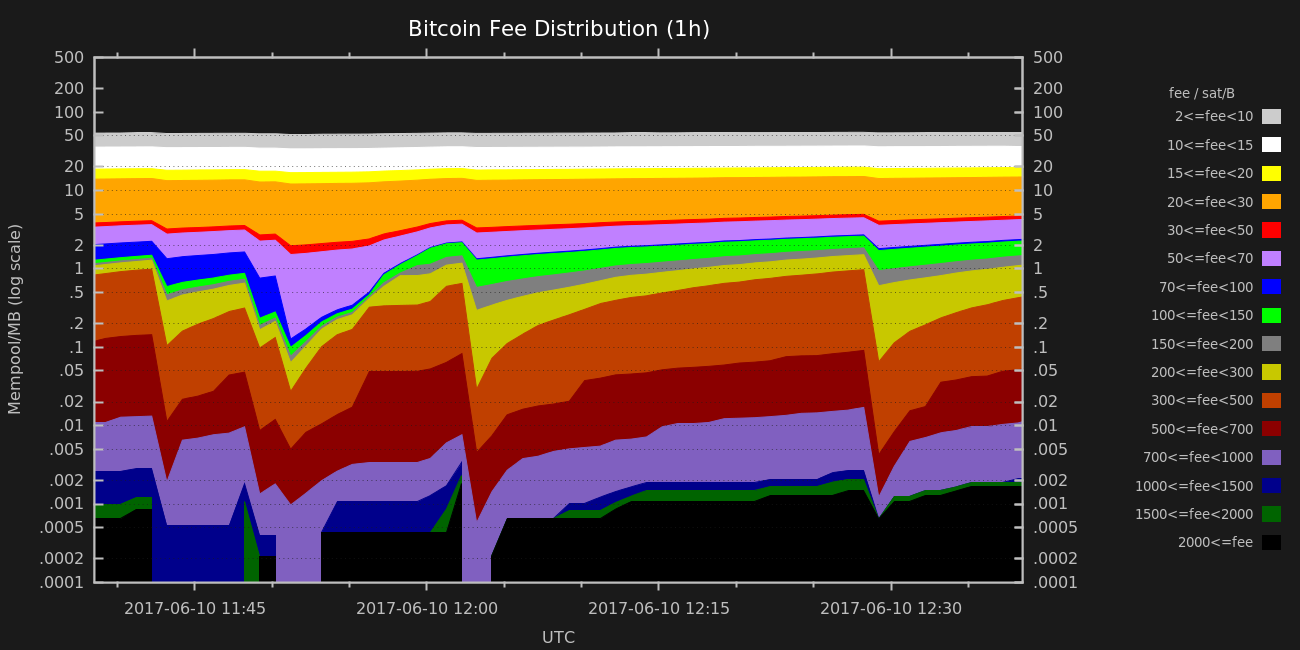 Bitcoin Fee Distribution (1h)
500 500
200 200
100 100
50 50
20 20
10 10
5 5
2 2
1 1
.5 .5
.2 .2
.1 .1
.05 .05
.02 .02
.01 .01
.005 .005
.002 .002
.001 .001
.0005 .0005
.0002 .0002
.0001 .0001
Mempool/MB (log scale)
2017-06-10 11:45 2017-06-10 12:00 2017-06-10 12:15 2017-06-10 12:30
UTC
fee / sat/B
2<=fee<10
10<=fee<15
15<=fee<20
20<=fee<30
30<=fee<50
50<=fee<70
70<=fee<100
100<=fee<150
150<=fee<200
200<=fee<300
300<=fee<500
500<=fee<700
700<=fee<1000
1000<=fee<1500
1500<=fee<2000
2000<=fee